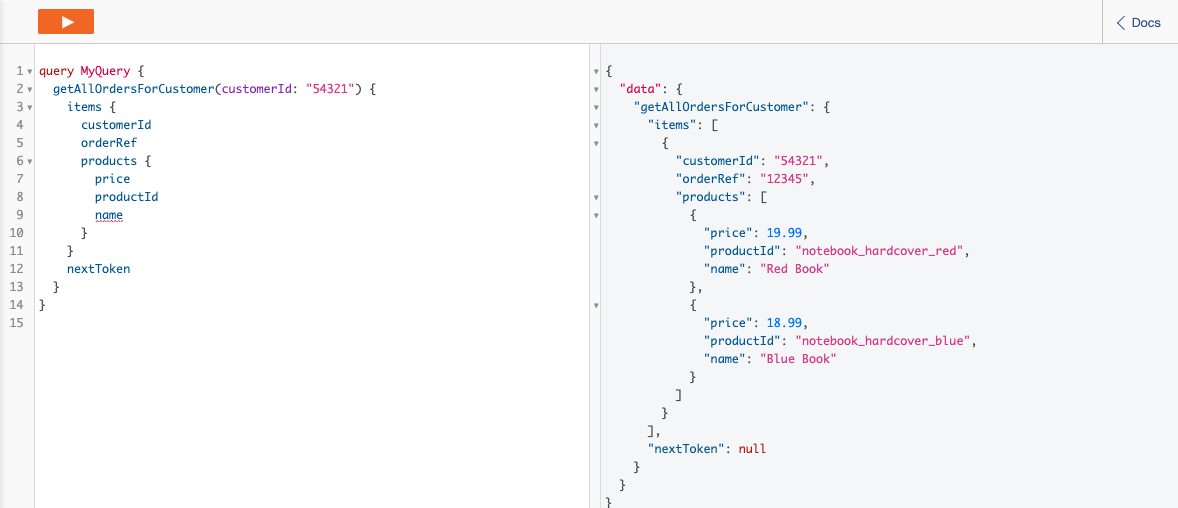 Docs
1 query MyQuery {
2 getAllOrdersForCustomer(customerId: "54321") {
3 items {
4 customerId
5 orderRef
6 products {
7 price
8 productId
9 name
10 }
11 }
12 nextToken
13 }
14 }
15
{
"data": {
"getAllOrdersForCustomer": {
"items": [
{
"customerId": "54321",
"orderRef": "12345",
"products": [
{
"price": 19.99,
"productId": "notebook_hardcover_red",
"name": "Red Book"
},
{
"price": 18.99,
"productId": "notebook_hardcover_blue",
"name": "Blue Book"
}
]
}
],
"nextToken": null
}
}
}